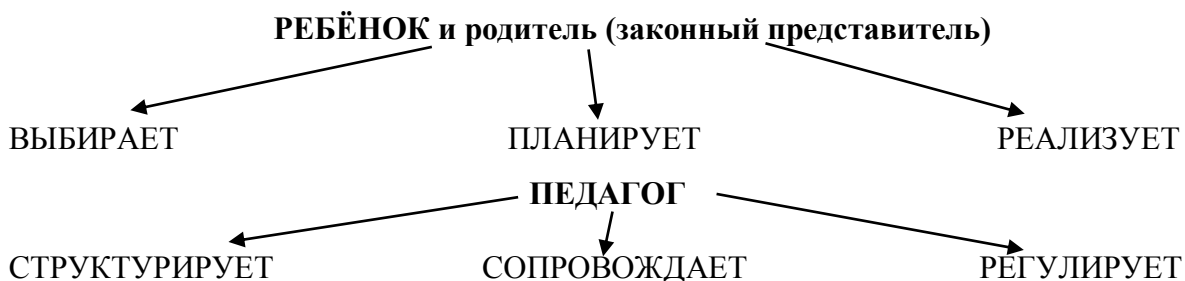 РЕБЁНОК и родитель (законный представитель)
ВЫБИРАЕТ ПЛАНИРУЕТ РЕАЛИЗУЕТ
ПЕДАГОГ
СТРУКТУРИРУЕТ СОПРОВОЖДАЕТ РЕГУЛИРУЕТ